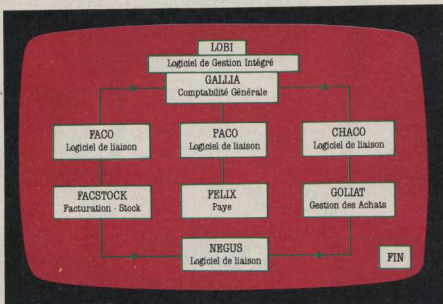 LOBI
Logiciel de Gestion Intégré
GALLIA
Comptabilité Générale
FACO
Logiciel de liaison
PACO
Logiciel de liaison
CHACO
Logiciel de liaison
FACSTOCK
Facturation - Stock
FELIX
Paye
GOLIAT
Gestion des Achats
NEGUS
Logiciel de liaison
FIN